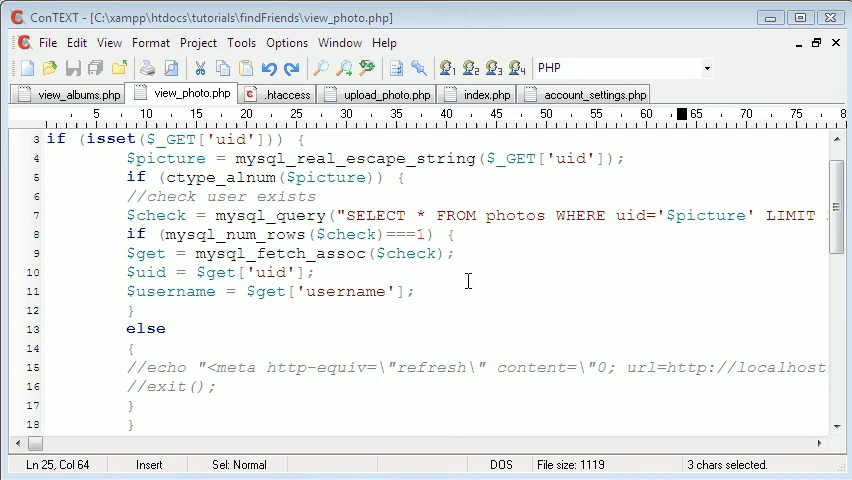 ConTEXT - [C:\xampp\htdocs\tutorials\findFriends\view_photo.php]
File Edit View Format Project Tools Options Window Help
1 2 3 4 PHP
view_albums.php view_photo.php .htaccess upload_photo.php index.php account_settings.php
5 10 15 20 25 30 35 40 45 50 55 60 65 70 75 8
3 if (isset($_GET['uid'])) {
4 $picture = mysql_real_escape_string($_GET['uid']);
5 if (ctype_alnum($picture)) {
6 //check user exists
7 $check = mysql_query("SELECT * FROM photos WHERE uid='$picture' LIMIT
8 if (mysql_num_rows($check)===1) {
9 $get = mysql_fetch_assoc($check);
10 $uid = $get['uid'];
11 $username = $get['username'];
12 }
13 else
14 {
15 //echo "<meta http-equiv=\"refresh\" content=\"0; url=http://localhost
16 //exit();
17 }
18 }
Ln 25, Col 64 Insert Sel: Normal DOS File size: 1119 3 chars selected.